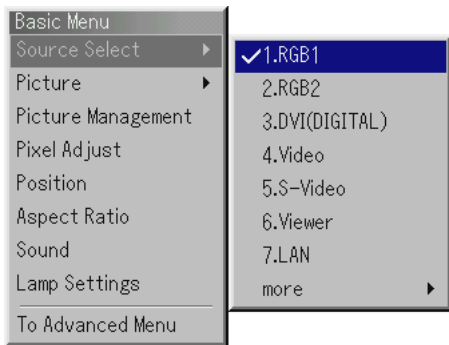 Basic Menu
Source Select
Picture
Picture Management
Pixel Adjust
Position
Aspect Ratio
Sound
Lamp Settings
To Advanced Menu
1.RGB1
2.RGB2
3.DVI(DIGITAL)
4.Video
5.S-Video
6.Viewer
7.LAN
more